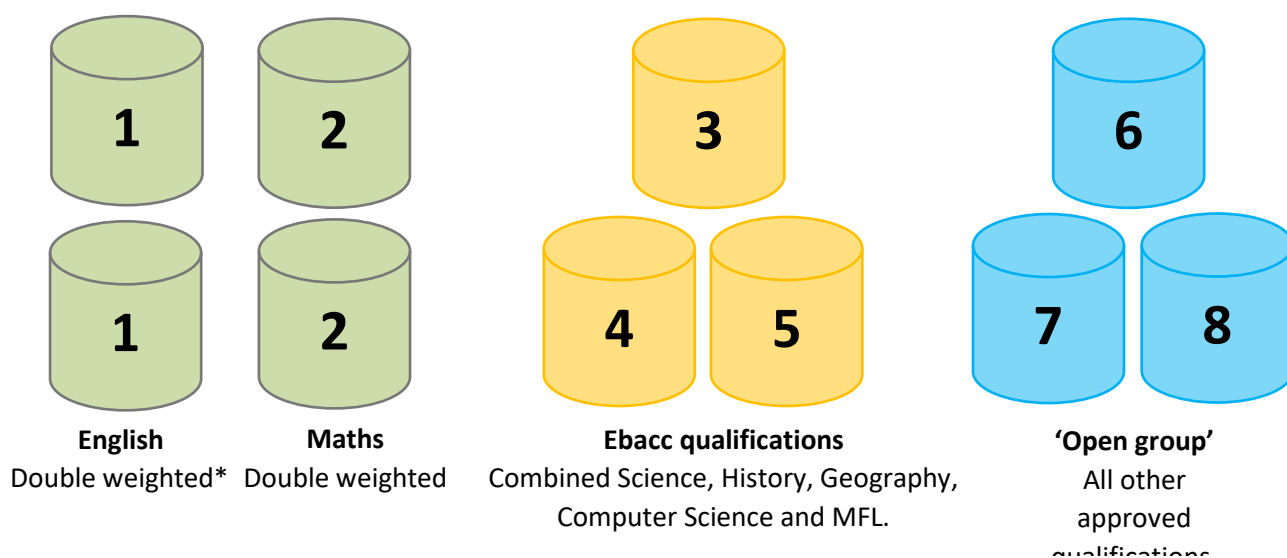 1
2
3
6
1
2
4
5
7
8
English
Double weighted*
Maths
Double weighted
Ebacc qualifications
Combined Science, History, Geography,
Computer Science and MFL.
‘Open group’
All other
approved
qualifications